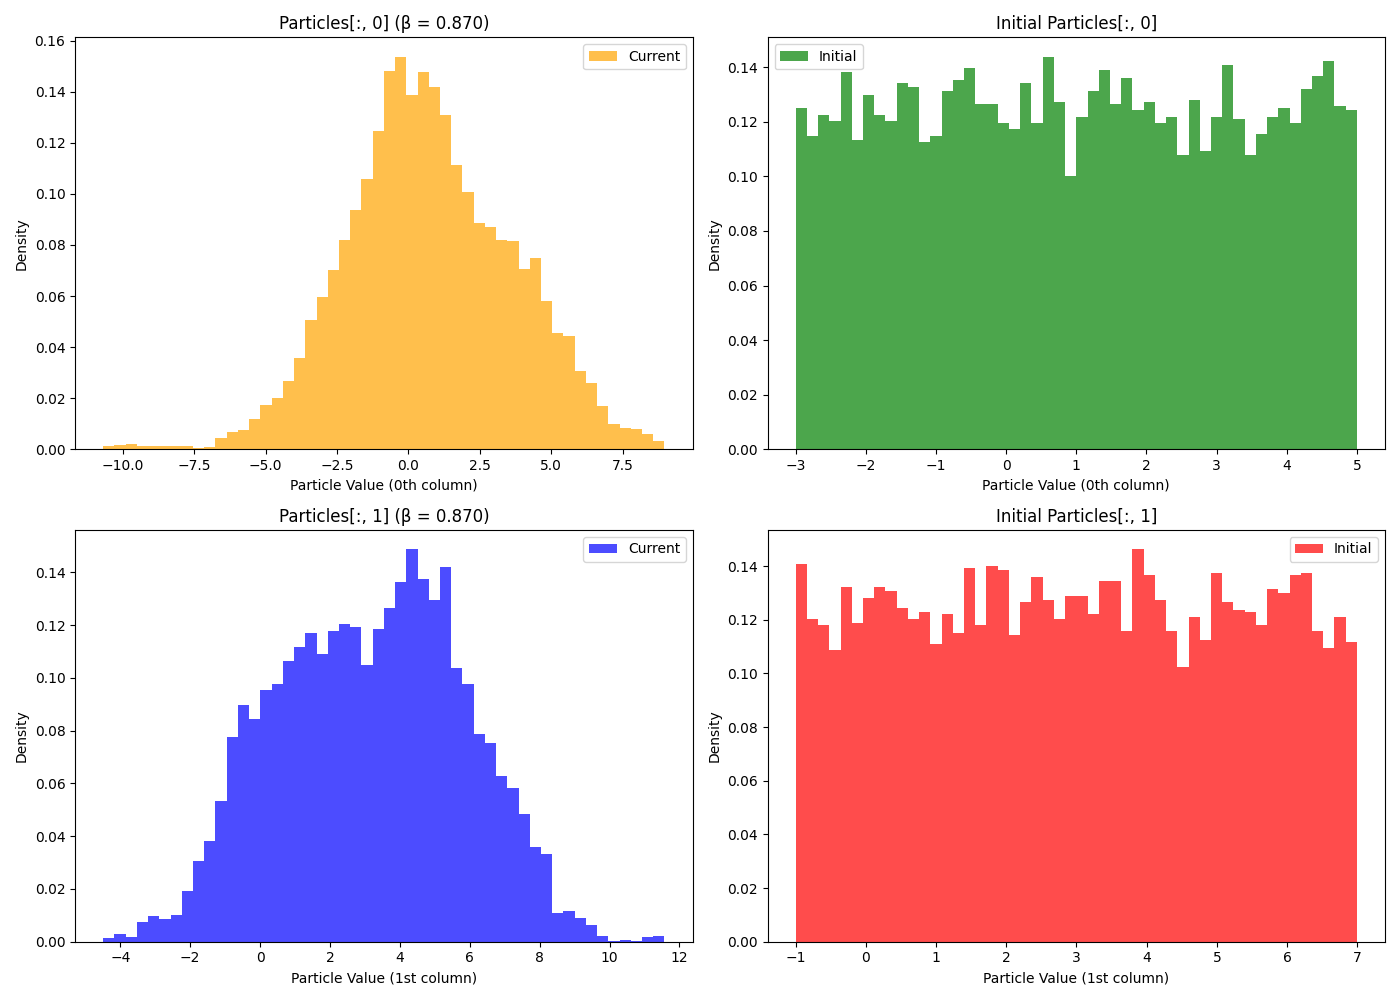 Particles[:, 0] (β = 0.870)
0.16
0.14
0.12
0.10
0.08
0.06
0.04
0.02
0.00
Density
Current
−10.0 −7.5 −5.0 −2.5 0.0 2.5 5.0 7.5
Particle Value (0th column)
Initial Particles[:, 0]
0.14
0.12
0.10
0.08
0.06
0.04
0.02
0.00
Density
Initial
−3 −2 −1 0 1 2 3 4 5
Particle Value (0th column)
Particles[:, 1] (β = 0.870)
0.14
0.12
0.10
0.08
0.06
0.04
0.02
0.00
Density
Current
−4 −2 0 2 4 6 8 10 12
Particle Value (1st column)
Initial Particles[:, 1]
0.14
0.12
0.10
0.08
0.06
0.04
0.02
0.00
Density
Initial
−1 0 1 2 3 4 5 6 7
Particle Value (1st column)